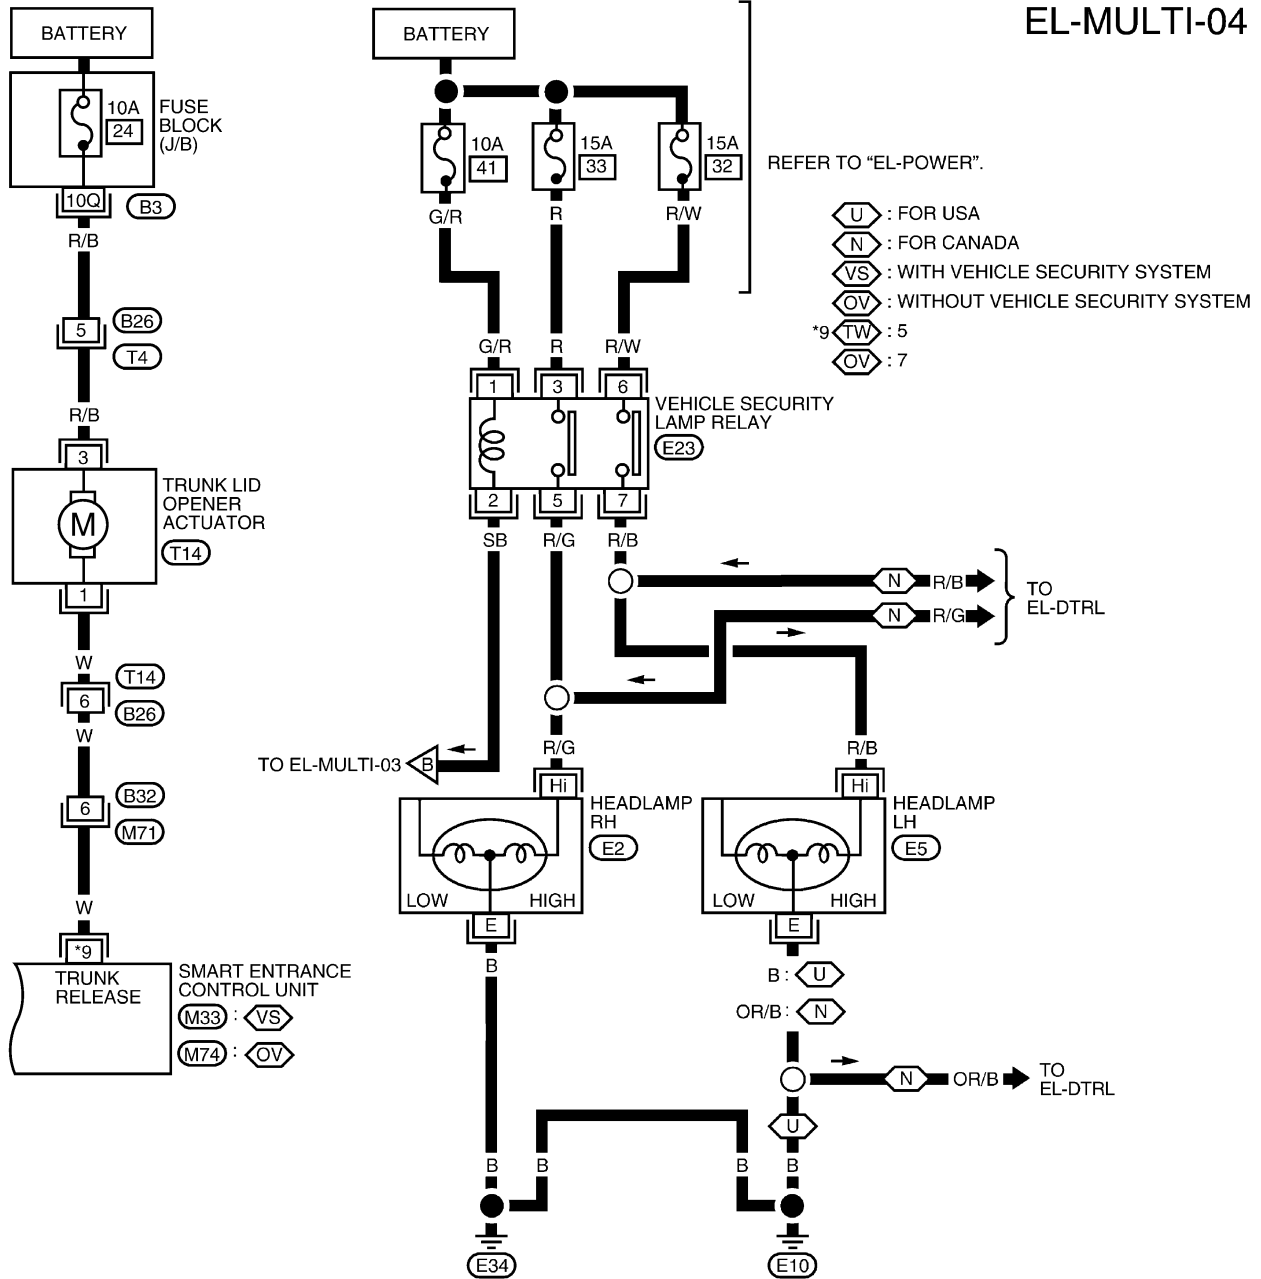 EL-MULTI-04
BATTERY
10A
24
FUSE
BLOCK
(J/B)
10Q
B3
R/B
5
B26
T4
R/B
3
TRUNK LID
OPENER
ACTUATOR
M
T14
1
W
T14
6
B26
W
B32
6
M71
W
*9
TRUNK
RELEASE
SMART ENTRANCE
CONTROL UNIT
M33 : VS
M74 : OV
BATTERY
10A
41
15A
33
15A
32
REFER TO “EL-POWER”.
G/R
R
R/W
U : FOR USA
N : FOR CANADA
VS : WITH VEHICLE SECURITY SYSTEM
OV : WITHOUT VEHICLE SECURITY SYSTEM
*9 TW : 5
OV : 7
G/R
R
R/W
1
3
6
VEHICLE SECURITY
LAMP RELAY
E23
2
5
7
SB
R/G
R/B
N R/B
N R/G
TO
EL-DTRL
TO EL-MULTI-03 B
R/G
R/B
Hi
Hi
HEADLAMP
RH
E2
LOW
HIGH
HEADLAMP
LH
E5
LOW
HIGH
E
E
B
B : U
OR/B : N
N OR/B
TO
EL-DTRL
U
B
B
B
B
E34
E10